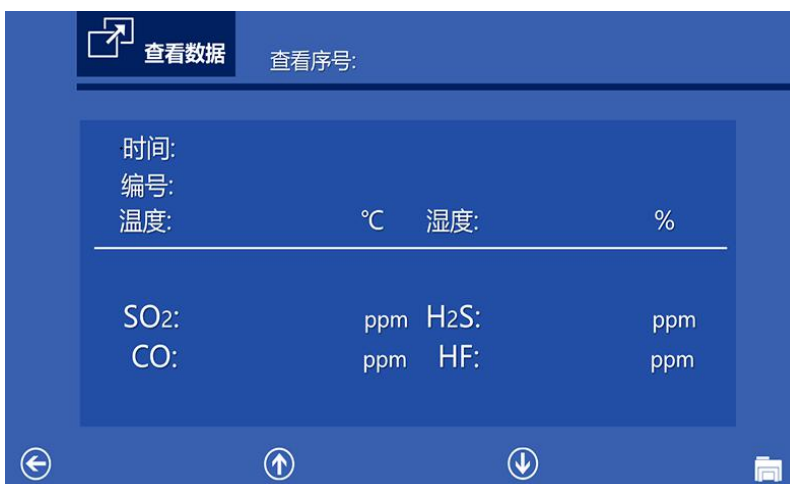 查看数据 查看序号:
时间:
编号:
温度: ℃ 湿度: %
SO2: ppm H2S: ppm
CO: ppm HF: ppm